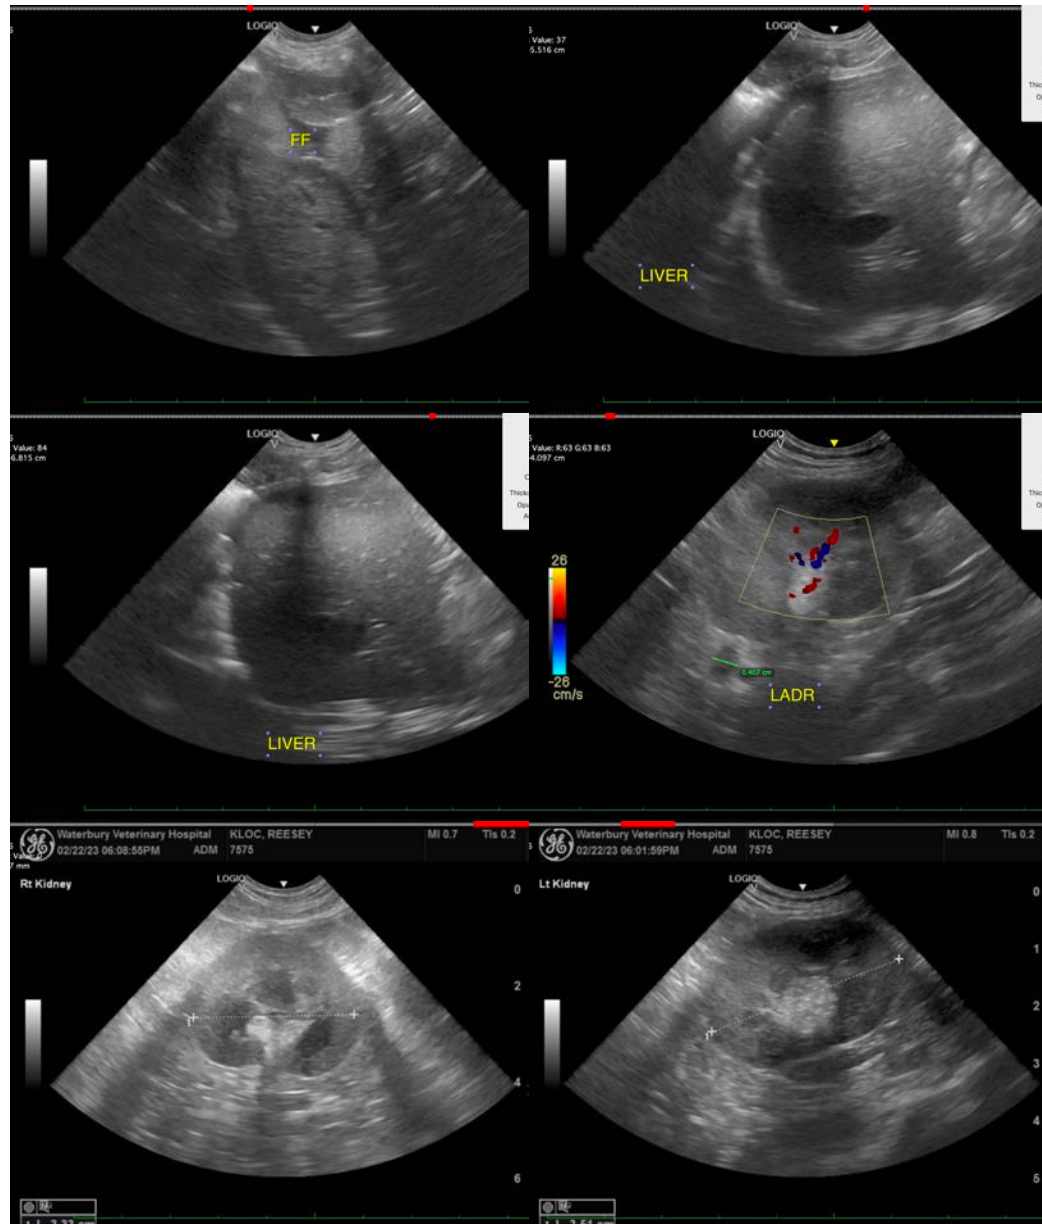 LOGIQ
FF
LOGIQ
Value: 37
5.516 cm
LIVER
LOGIQ
Value: 84
6.815 cm
LIVER
LOGIQ
Value: R:63 G:63 B:63
4.097 cm
26
-26
cm/s
0.407 cm
LADR
Waterbury Veterinary Hospital
KLOC, REESEY
MI 0.7
TIs 0.2
02/22/23 06:08:55PM
ADM
7575
Rt Kidney
LOGIQ
0
2
4
6
Waterbury Veterinary Hospital
KLOC, REESEY
MI 0.8
TIs 0.2
02/22/23 06:01:59PM
ADM
7575
Lt Kidney
LOGIQ
0
1
2
3
4
5